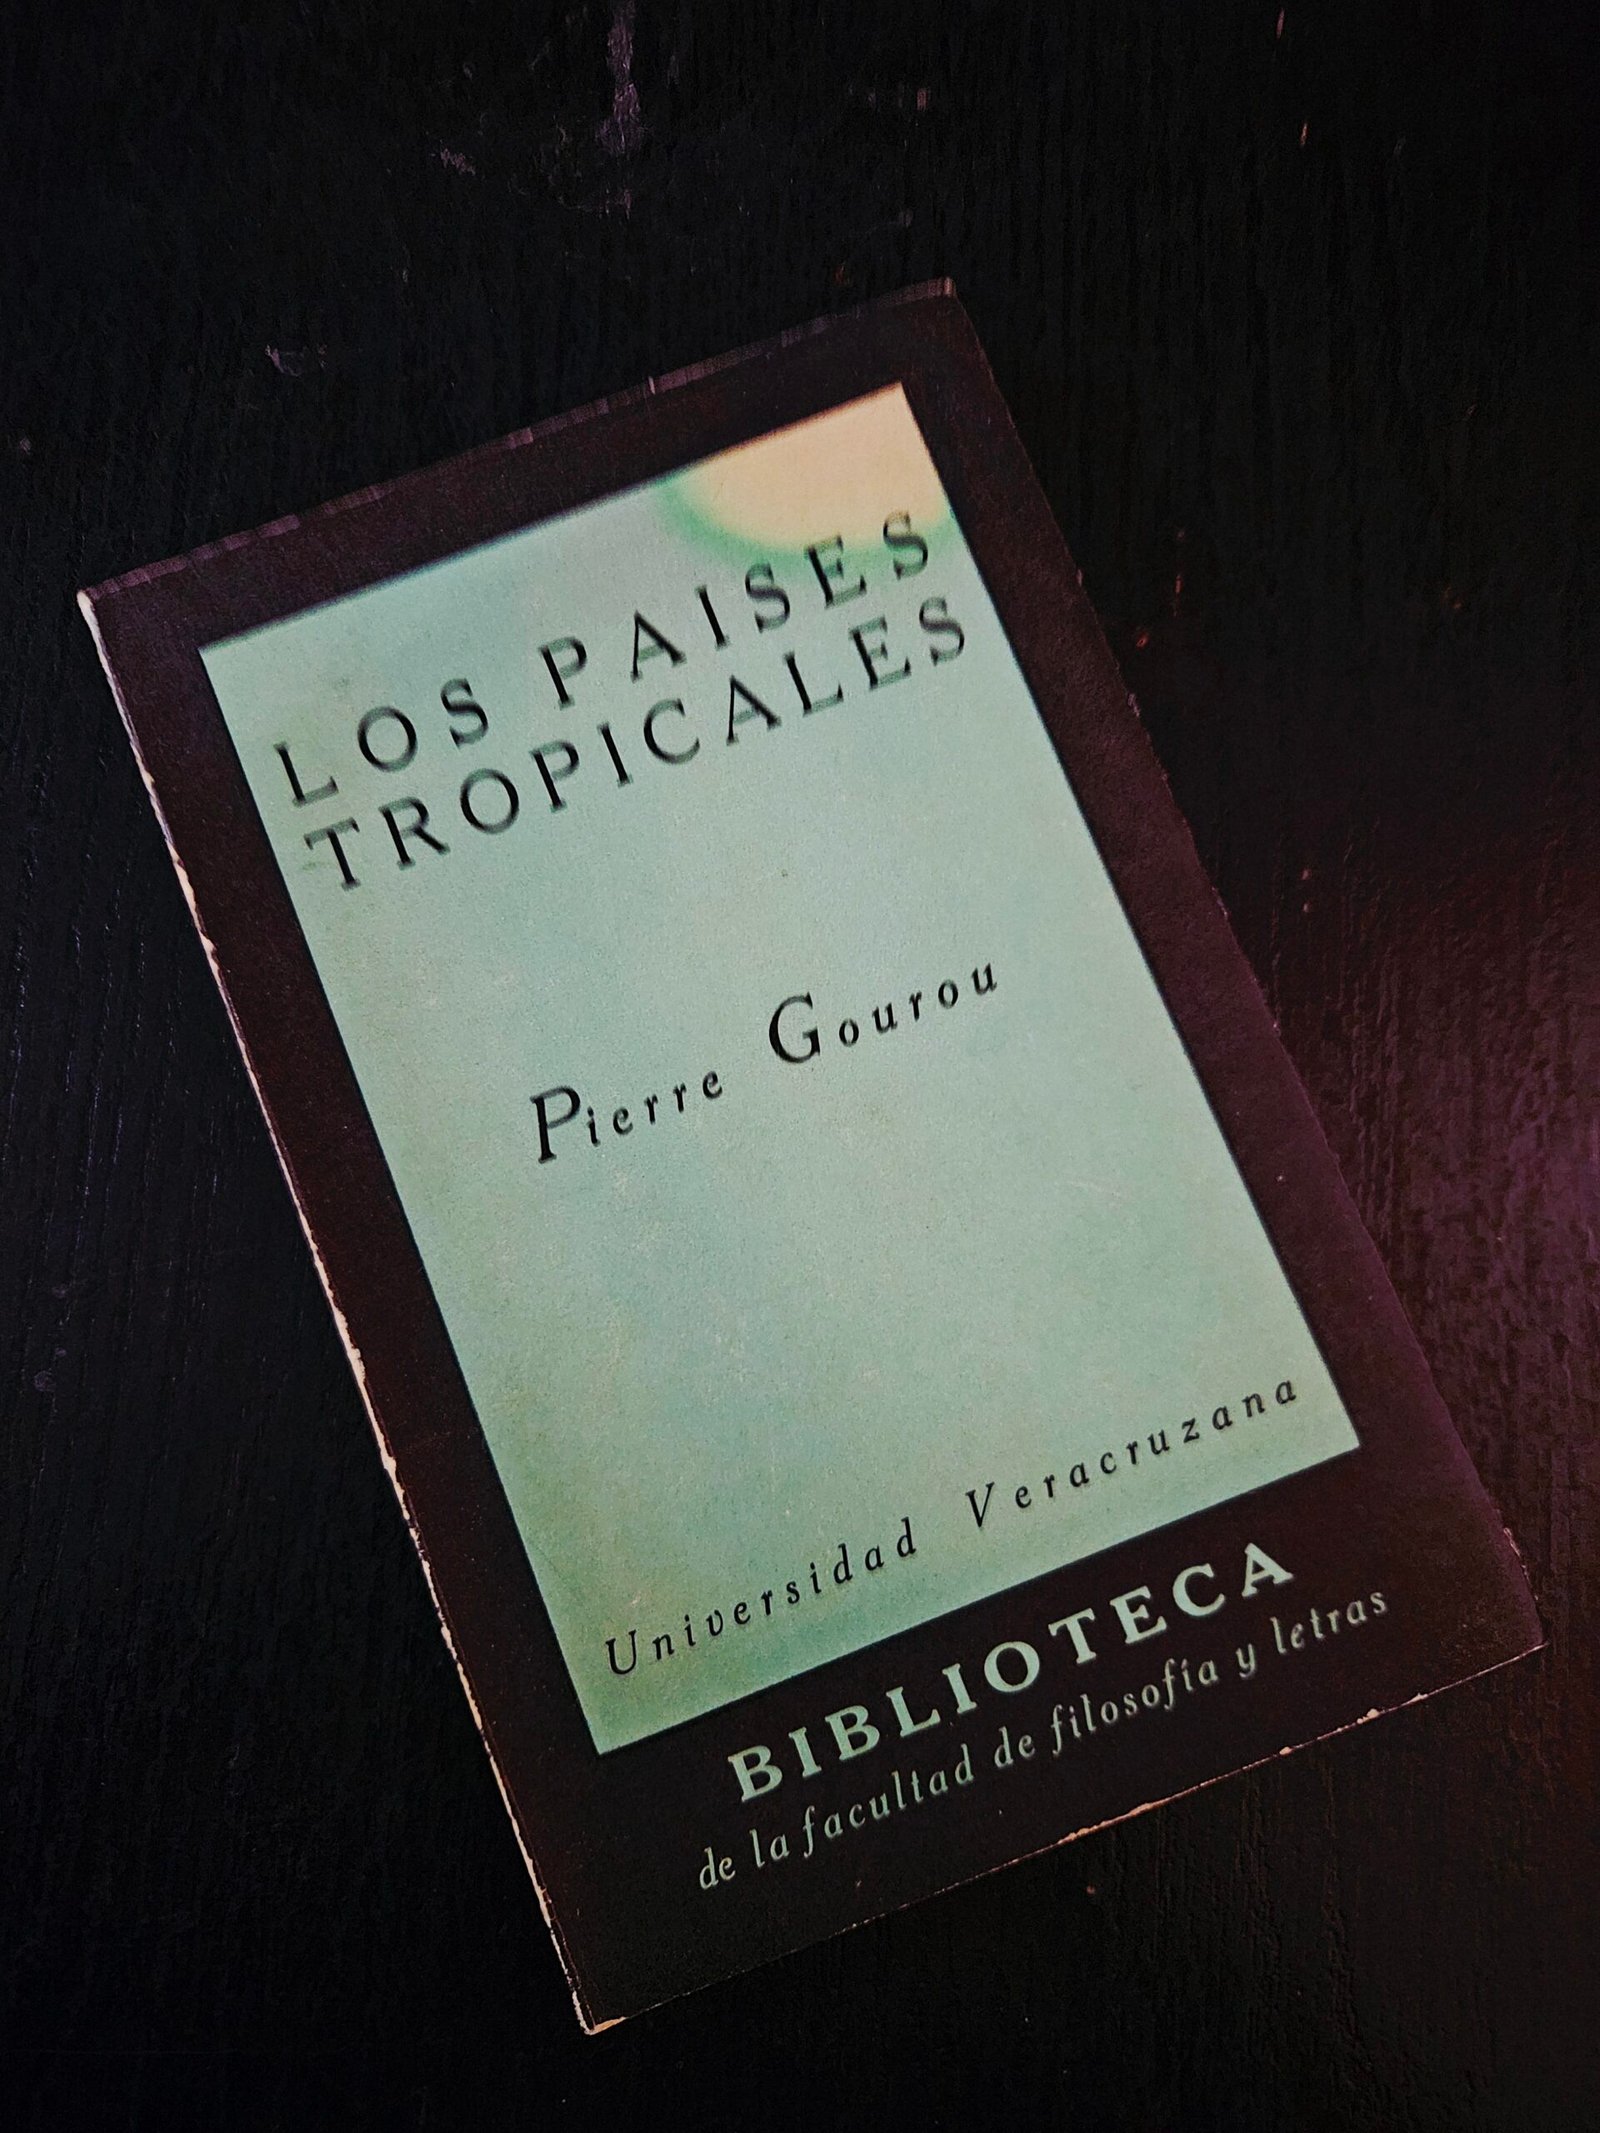 LOS PAISES
TROPICALES
Pierre Gourou
Universidad Veracruzana
BIBLIOTECA
de la facultad de filosofía y letras